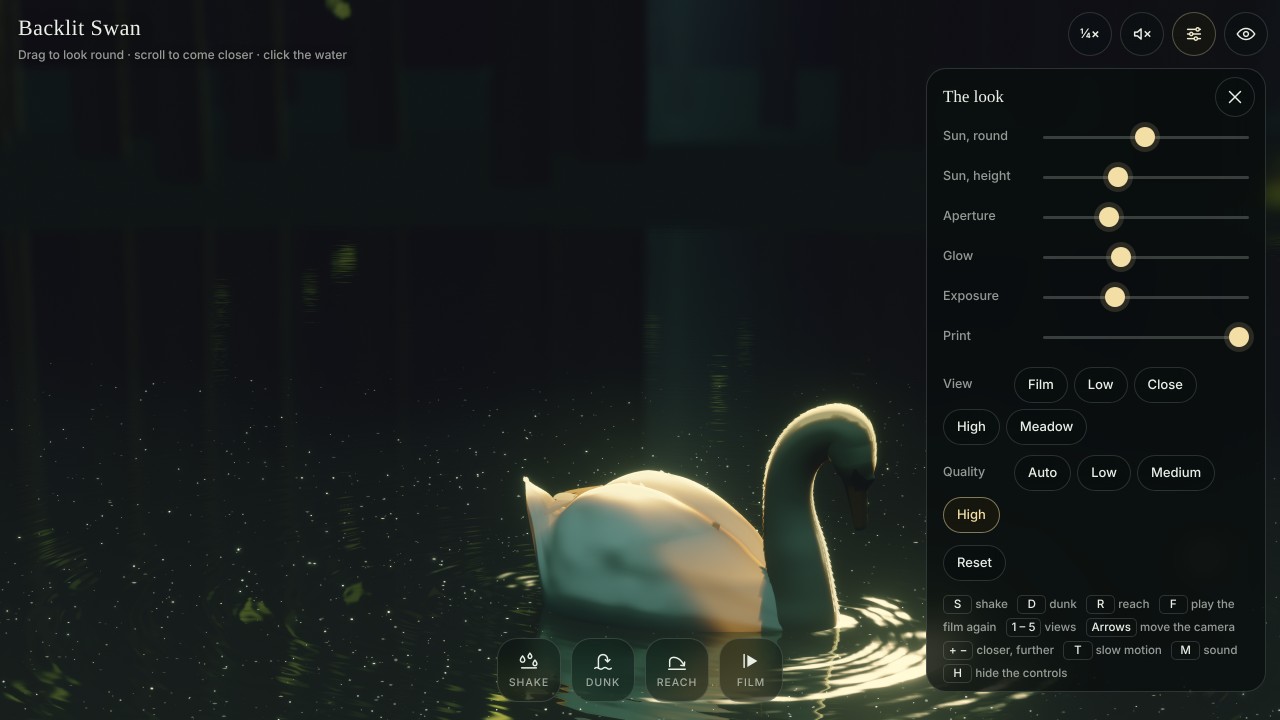 Backlit Swan
Drag to look round · scroll to come closer · click the water
¼×
The look
Sun, round
Sun, height
Aperture
Glow
Exposure
Print
View Film Low Close
High Meadow
Quality Auto Low Medium
High
Reset
S shake D dunk R reach F play the
film again 1 – 5 views Arrows move the camera
+ − closer, further T slow motion M sound
H hide the controls
SHAKE DUNK REACH FILM